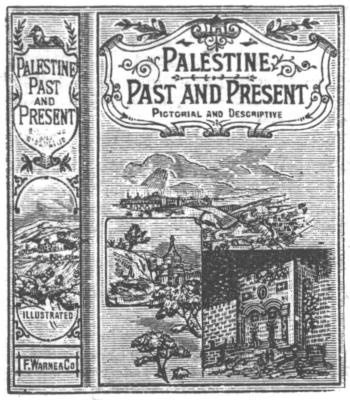 PALESTINE
PAST
AND
PRESENT
ILLUSTRATED
F. WARNE & CO
PALESTINE,
PAST AND PRESENT
PICTORIAL AND DESCRIPTIVE